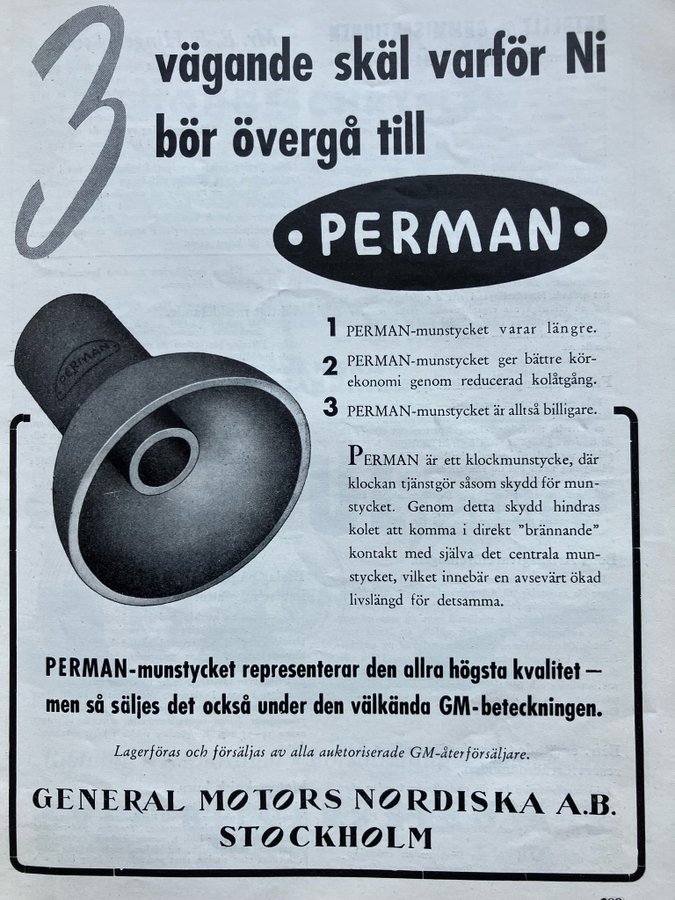 3 vägande skäl varför Ni
bör övergå till
• PERMAN •
PERMAN
1 PERMAN-munstycket varar längre.
2 PERMAN-munstycket ger bättre kör-
ekonomi genom reducerad kolåtgång.
3 PERMAN-munstycket är alltså billigare.
PERMAN är ett klockmunstycke, där
klockan tjänstgör såsom skydd för mun-
stycket. Genom detta skydd hindras
kolet att komma i direkt ”brännande”
kontakt med själva det centrala mun-
stycket, vilket innebär en avsevärt ökad
livslängd för detsamma.
PERMAN-munstycket representerar den allra högsta kvalitet —
men så säljes det också under den välkända GM-beteckningen.
Lagerföras och försäljas av alla auktoriserade GM-återförsäljare.
GENERAL MOTORS NORDISKA A.B.
STOCKHOLM